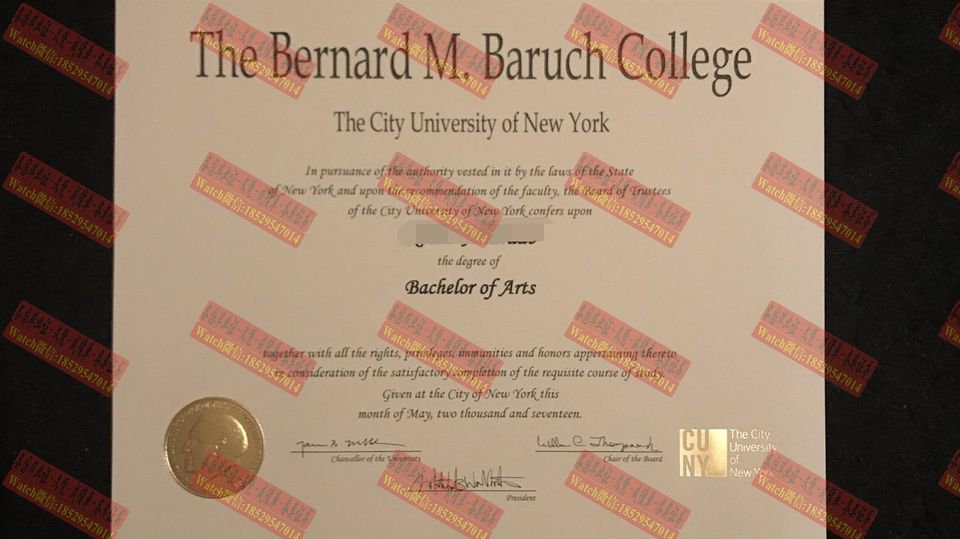 The Bernard M. Baruch College
The City University of New York
In pursuance of the authority vested in it by the laws of the State
of New York and upon the recommendation of the faculty, the Board of Trustees
of the City University of New York confers upon
the degree of
Bachelor of Arts
together with all the rights, privileges, immunities and honors appertaining thereto
in consideration of the satisfactory completion of the requisite course of study.
Given at the City of New York this
month of May, two thousand and seventeen.
Chancellor of the University
Chair of the Board
President
CU
NY
The City
University
of
New York
Watch微信:18529547014